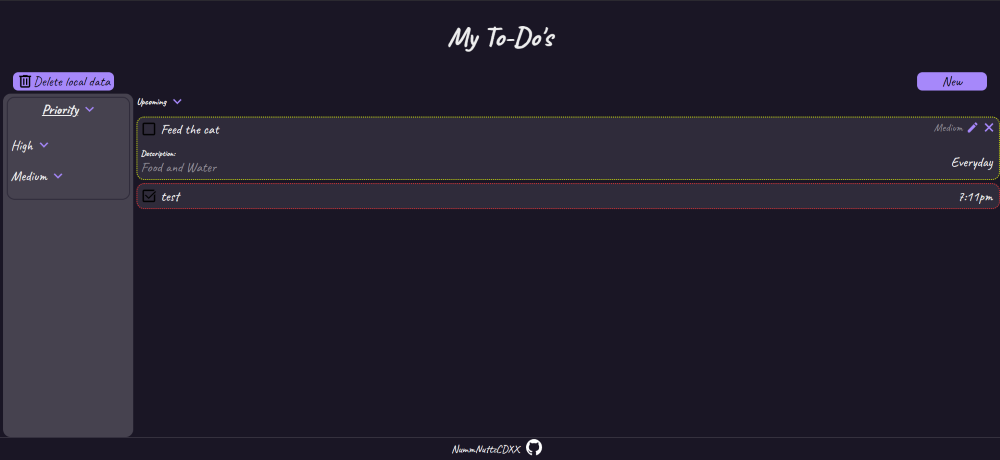 My To-Do's
Delete local data
New
Priority
High
Medium
Upcoming
Feed the cat
Medium
Description:
Food and Water
Everyday
test
7:11pm
NummNuttzCDXX